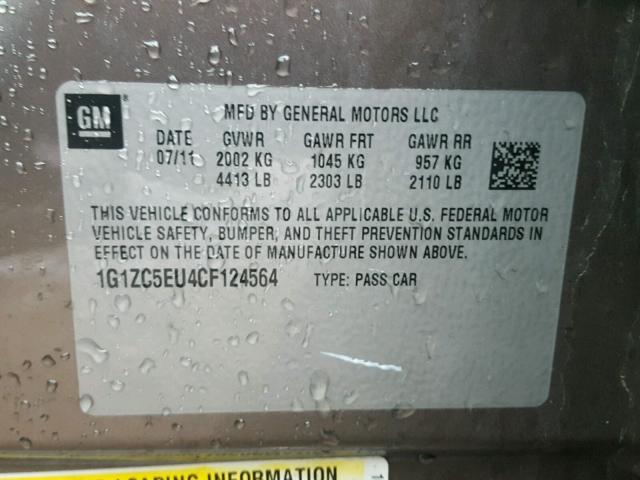 GM
®
MFD BY GENERAL MOTORS LLC
DATE GVWR GAWR FRT GAWR RR
07/11 2002 KG 1045 KG 957 KG
4413 LB 2303 LB 2110 LB
THIS VEHICLE CONFORMS TO ALL APPLICABLE U.S. FEDERAL MOTOR
VEHICLE SAFETY, BUMPER, AND THEFT PREVENTION STANDARDS IN
EFFECT ON THE DATE OF MANUFACTURE SHOWN ABOVE.
1G1ZC5EU4CF124564 TYPE: PASS CAR
LOADING INFORMATION